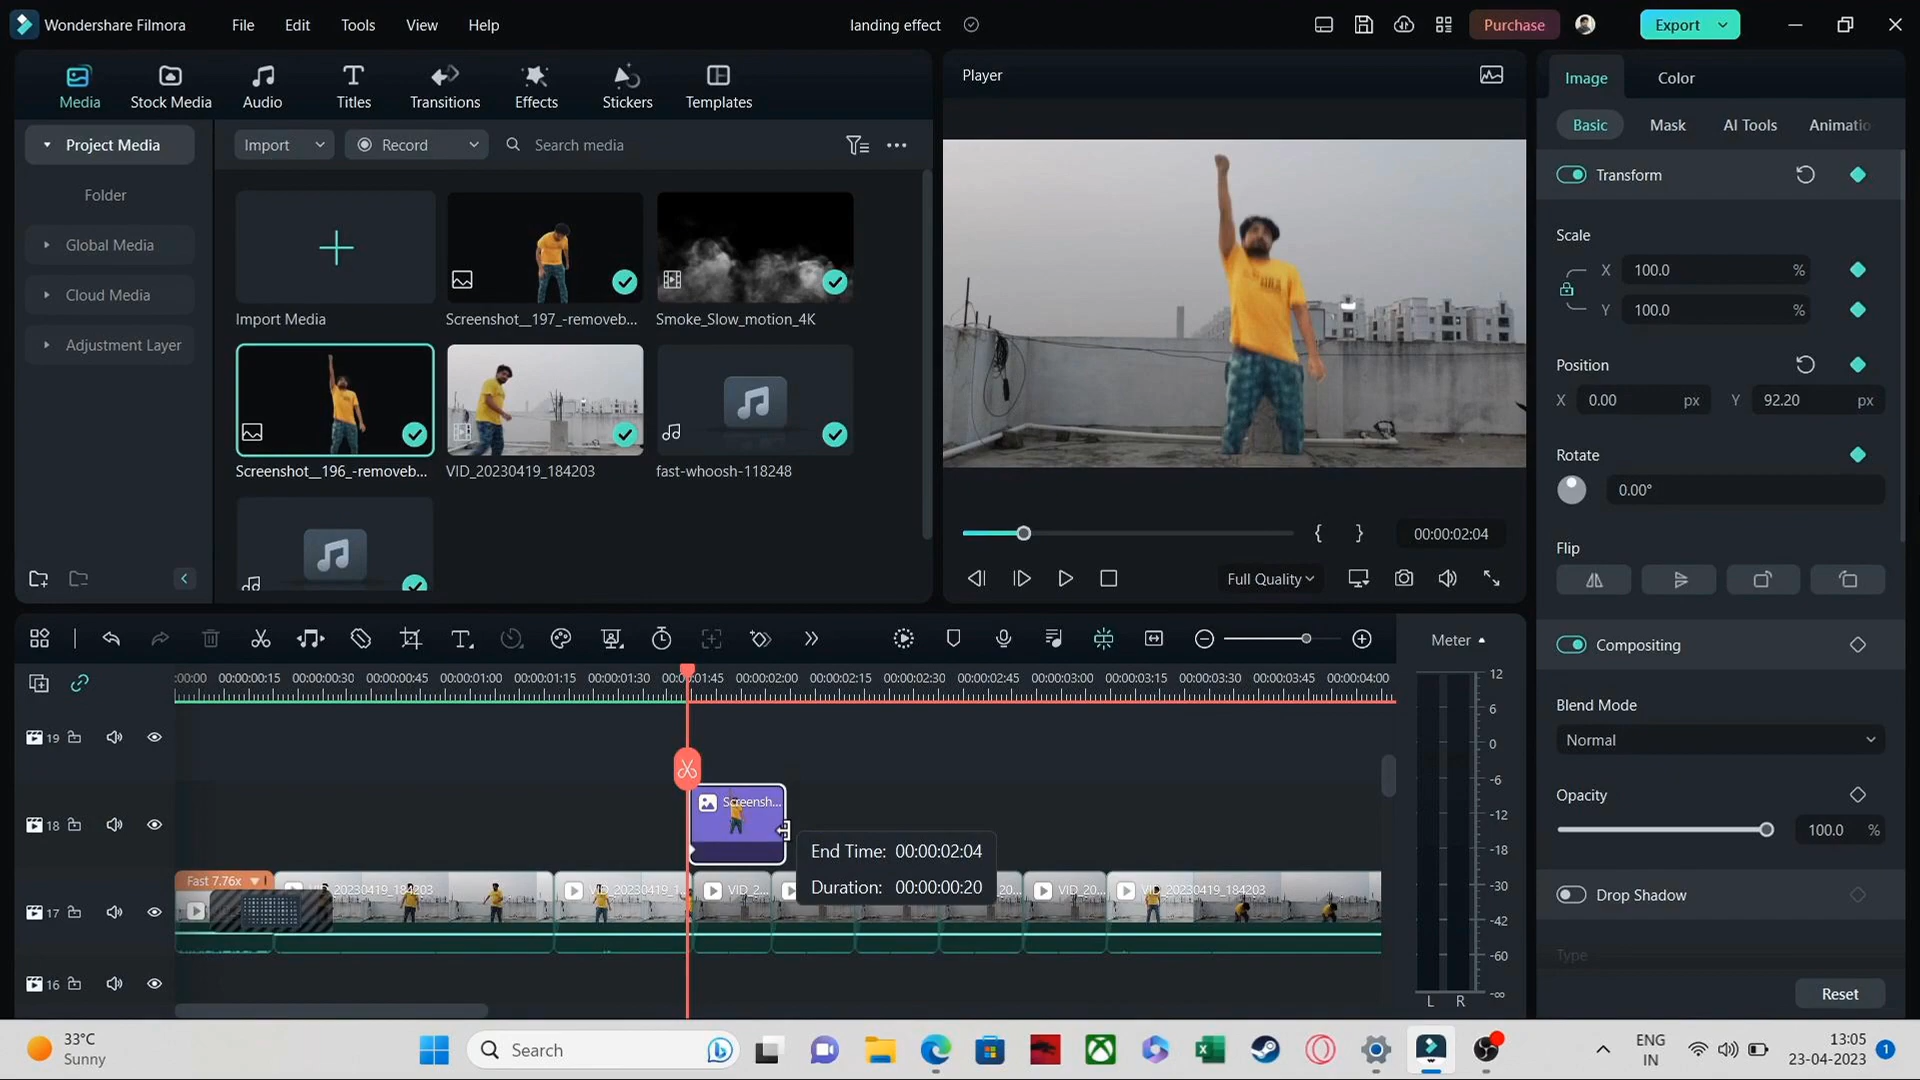 Wondershare Filmora
File
Edit
Tools
View
Help
landing effect
Purchase
Export
Media
Stock Media
Audio
Titles
Transitions
Effects
Stickers
Templates
Project Media
Folder
Global Media
Cloud Media
Adjustment Layer
Import
Record
Search media
Import Media
Screenshot__197_-removeb...
Smoke_Slow_motion_4K
Screenshot__196_-removeb...
VID_20230419_184203
fast-whoosh-118248
Player
{ } 00:00:02:04
Full Quality
Image
Color
Basic
Mask
AI Tools
Animatio
Transform
Scale
X 100.0 %
Y 100.0 %
Position
X 0.00 px Y 92.20 px
Rotate
0.00°
Flip
Compositing
Blend Mode
Normal
Opacity
100.0 %
Drop Shadow
Type
Reset
Meter
:00:00 00:00:00:15 00:00:00:30 00:00:00:45 00:00:01:00 00:00:01:15 00:00:01:30 00:00:01:45 00:00:02:00 00:00:02:15 00:00:02:30 00:00:02:45 00:00:03:00 00:00:03:15 00:00:03:30 00:00:03:45 00:00:04:00
19
18
Screensh...
End Time: 00:00:02:04
Duration: 00:00:00:20
17
Fast 7.76x
VID_20230419_184203
VID_20230419_1...
VID_2...
VID_20...
VID_20230419_184203
16
12
6
0
-6
-12
-18
-30
-42
-60
-∞
L R
33°C
Sunny
Search
ENG
IN
13:05
23-04-2023
1